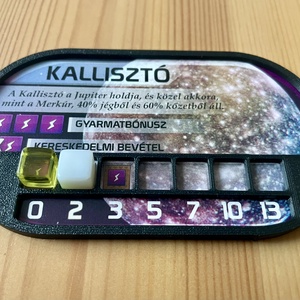 KALLISZTÓ
A Kallisztó a Jupiter holdja, és közel akkora,
mint a Merkúr, 40% jégből és 60% kőzetből áll.
GYARMATBÓNUSZ
KERESKEDELMI BEVÉTEL
0 2 3 5 7 10 13